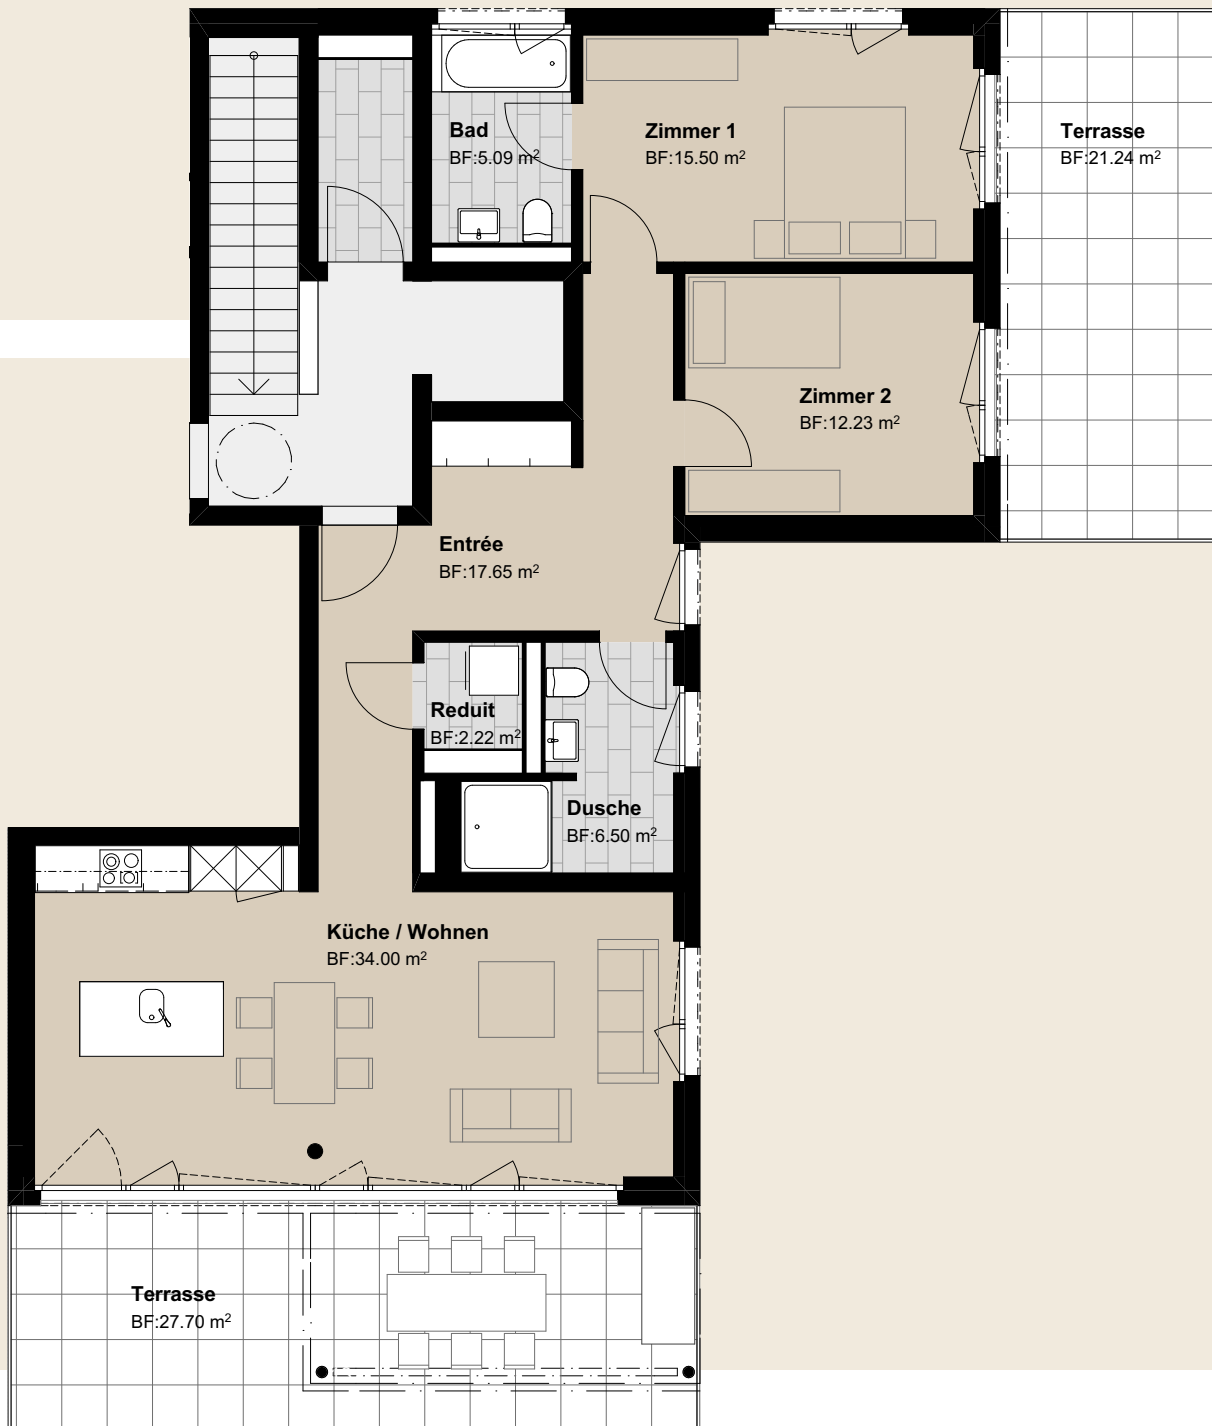 Bad
BF:5.09 m²
Zimmer 1
BF:15.50 m²
Terrasse
BF:21.24 m²
Zimmer 2
BF:12.23 m²
Entrée
BF:17.65 m²
Reduit
BF:2.22 m²
Dusche
BF:6.50 m²
Küche / Wohnen
BF:34.00 m²
Terrasse
BF:27.70 m²